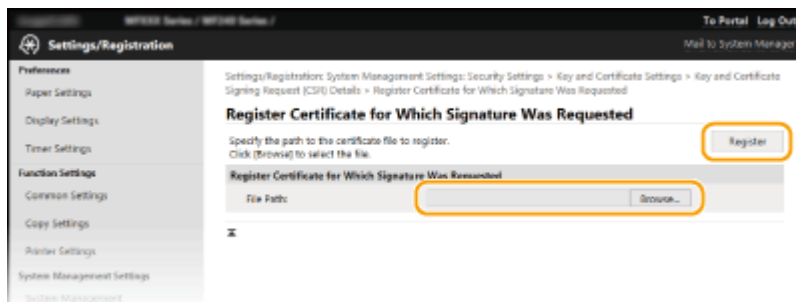 To Portal Log Out
Settings/Registration
Mail to System Manager
Preferences
Paper Settings
Display Settings
Timer Settings
Function Settings
Common Settings
Copy Settings
Printer Settings
System Management Settings
System Management
Settings/Registration: System Management Settings: Security Settings > Key and Certificate Settings > Key and Certificate
Signing Request (CSR) Details > Register Certificate for Which Signature Was Requested
Register Certificate for Which Signature Was Requested
Specify the path to the certificate file to register.
Click [Browse] to select the file.
Register
Register Certificate for Which Signature Was Requested
File Path:
Browse...